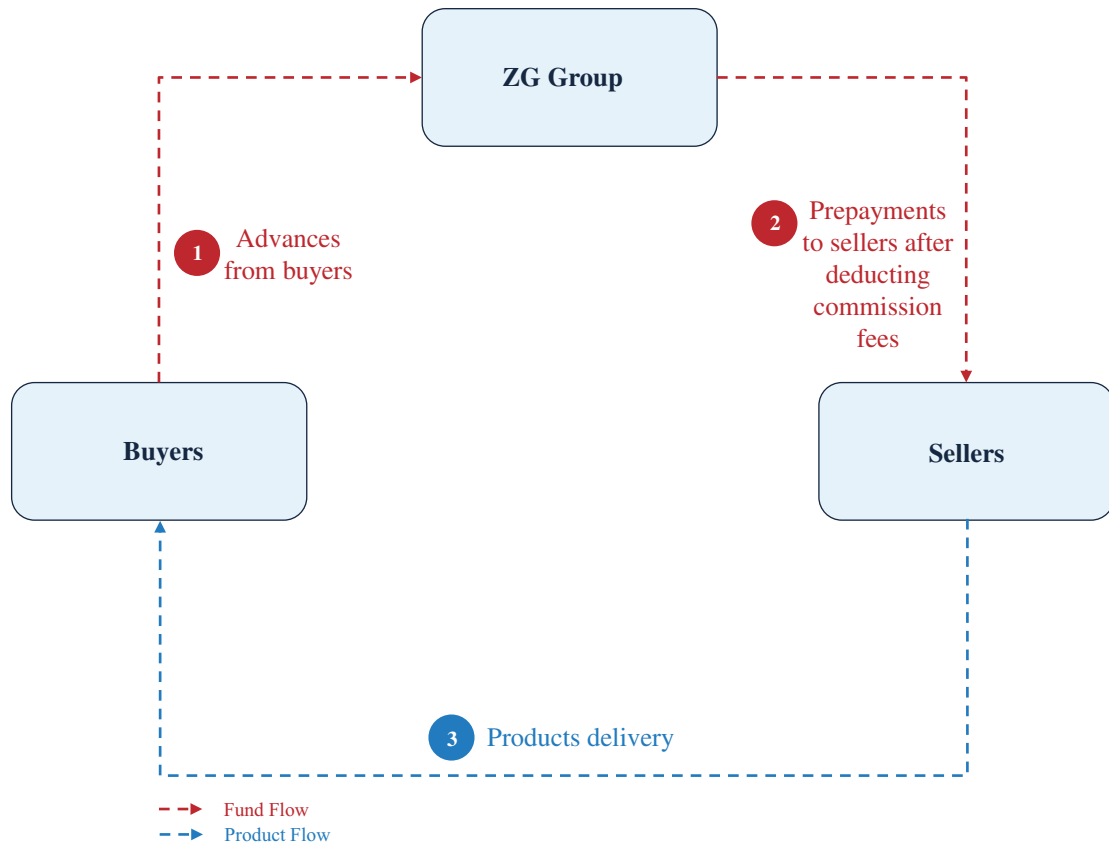 ZG Group
1
Advances
from buyers
2
Prepayments
to sellers after
deducting
commission
fees
Buyers
Sellers
3
Products delivery
Fund Flow
Product Flow